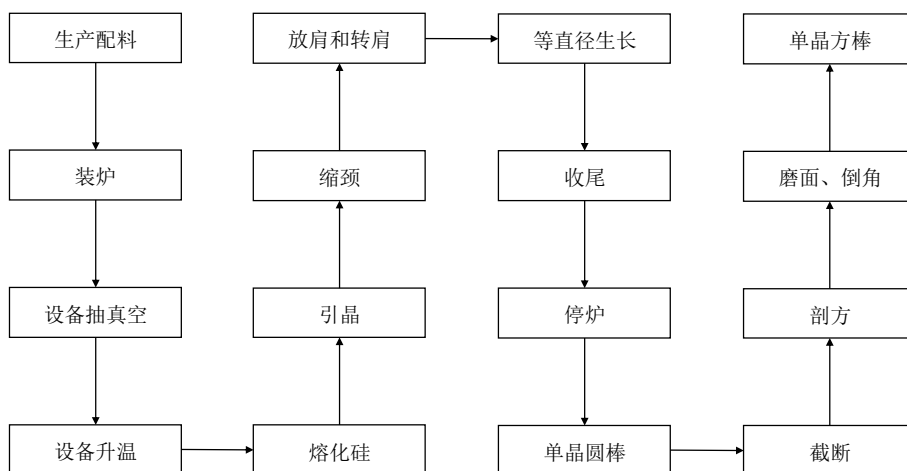 生产配料
装炉
设备抽真空
设备升温
熔化硅
引晶
缩颈
放肩和转肩
等直径生长
收尾
停炉
单晶圆棒
截断
剖方
磨面、倒角
单晶方棒